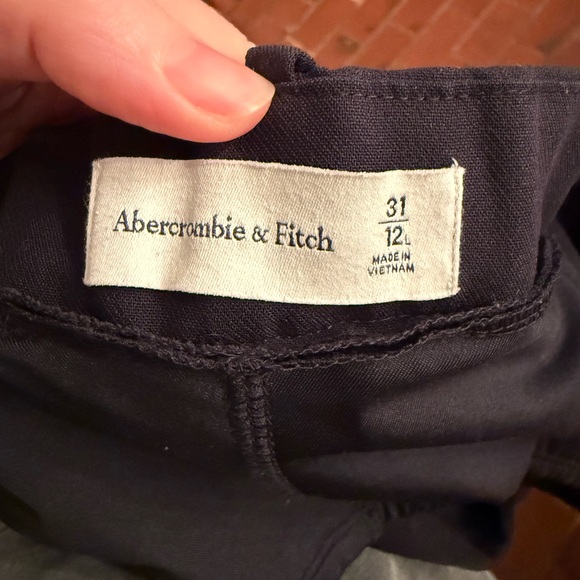 Abercrombie & Fitch
31
12L
MADE IN
VIETNAM